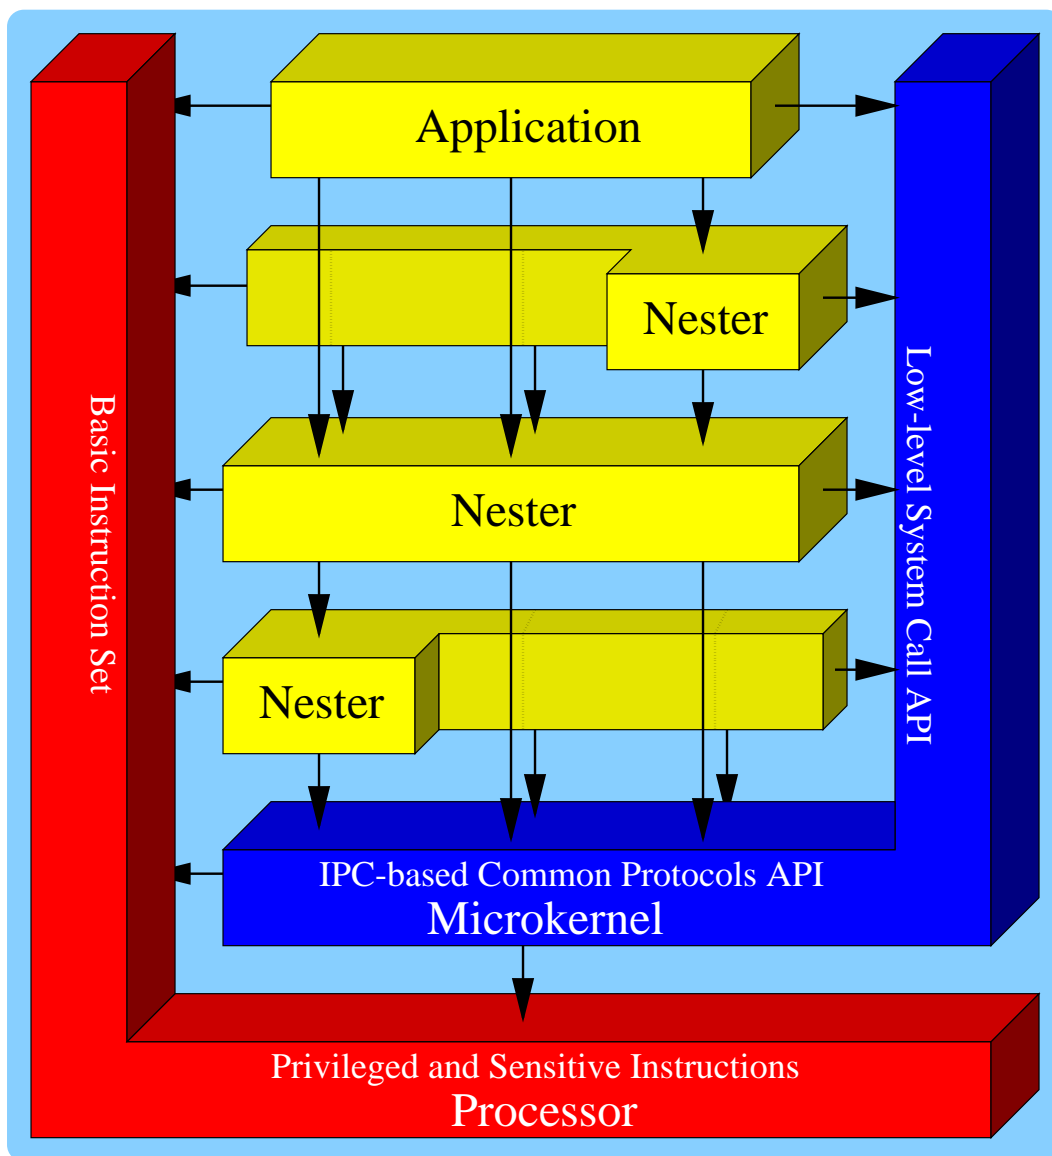 Application
Nester
Basic Instruction Set
Low-level System Call API
Nester
Nester
IPC-based Common Protocols API
Microkernel
Privileged and Sensitive Instructions
Processor